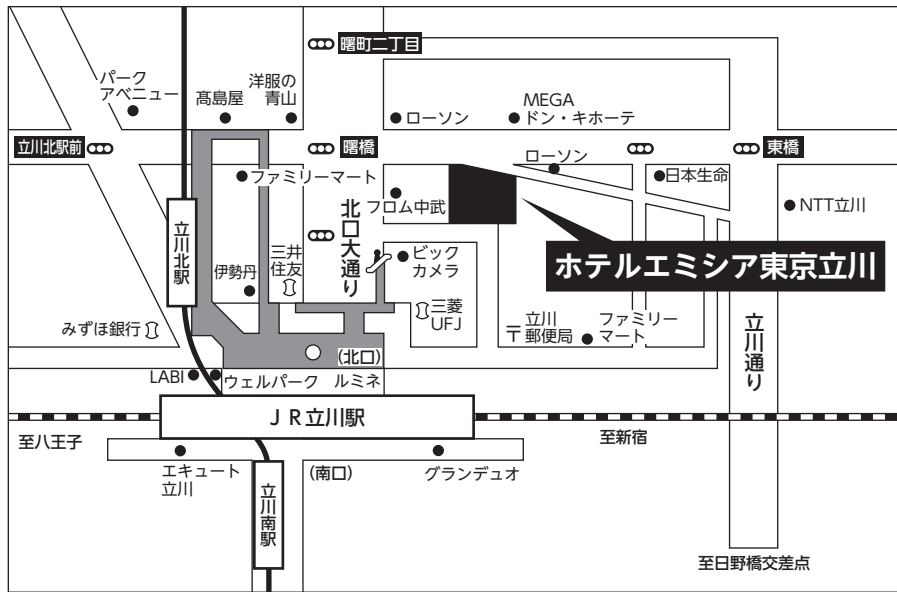 曙町二丁目
パーク
アベニュー
髙島屋
洋服の
青山
ローソン
MEGA
ドン・キホーテ
立川北駅前
曙橋
ローソン
東橋
ファミリーマート
日本生命
フロム中武
NTT立川
立川北駅
北口大通り
伊勢丹
三井
住友
ビック
カメラ
ホテルエミシア東京立川
みずほ銀行
三菱
UFJ
〒
立川
郵便局
ファミリー
マート
立川通り
(北口)
LABI
ウェルパーク
ルミネ
JR立川駅
至八王子
至新宿
エキュート
立川
(南口)
グランデュオ
立川南駅
至日野橋交差点